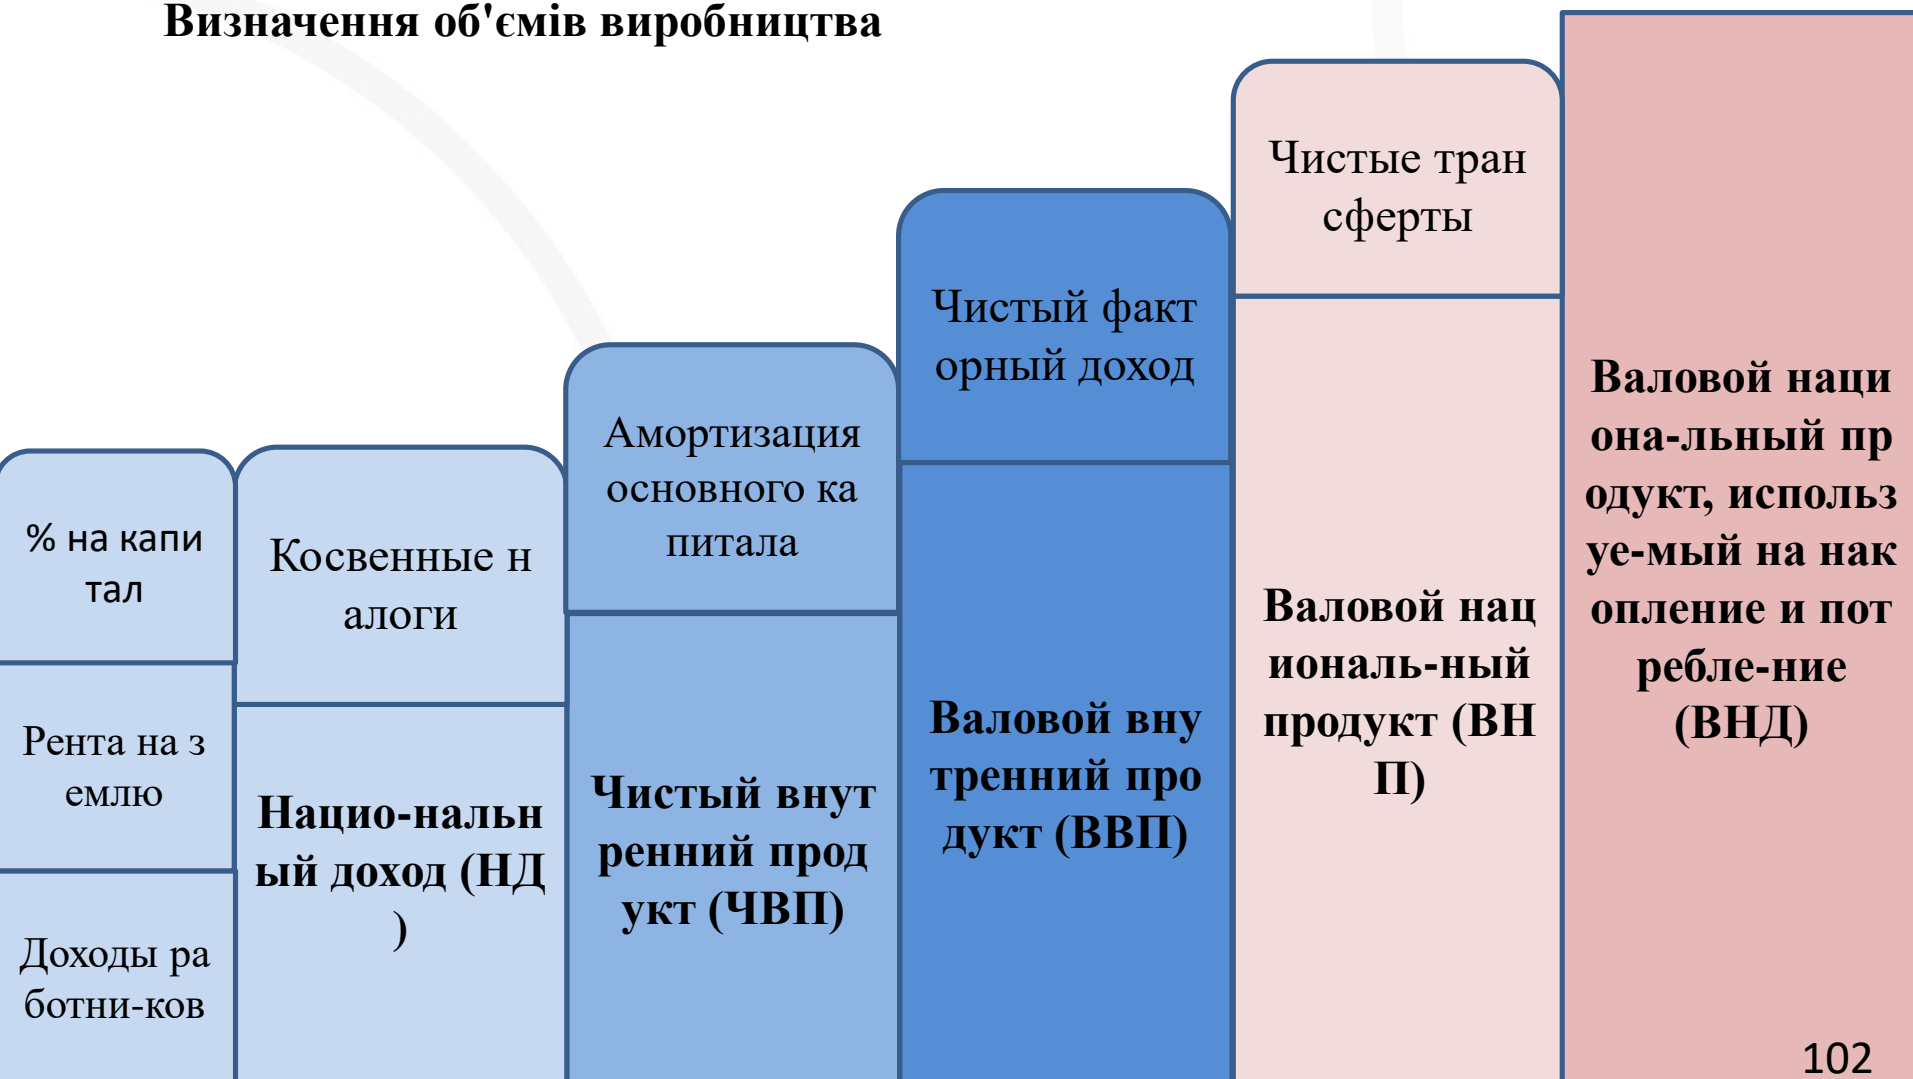 Визначення об'ємів виробництва
% на капи
тал
Рента на з
емлю
Доходы ра
ботни-ков
Косвенные н
алоги
Нацио-нальн
ый доход (НД
)
Амортизация
основного ка
питала
Чистый внут
ренний прод
укт (ЧВП)
Чистый факт
орный доход
Валовой вну
тренний про
дукт (ВВП)
Чистые тран
сферты
Валовой нац
иональ-ный
продукт (ВН
П)
Валовой наци
она-льный пр
одукт, использ
уе-мый на нак
опление и пот
ребле-ние
(ВНД)
102